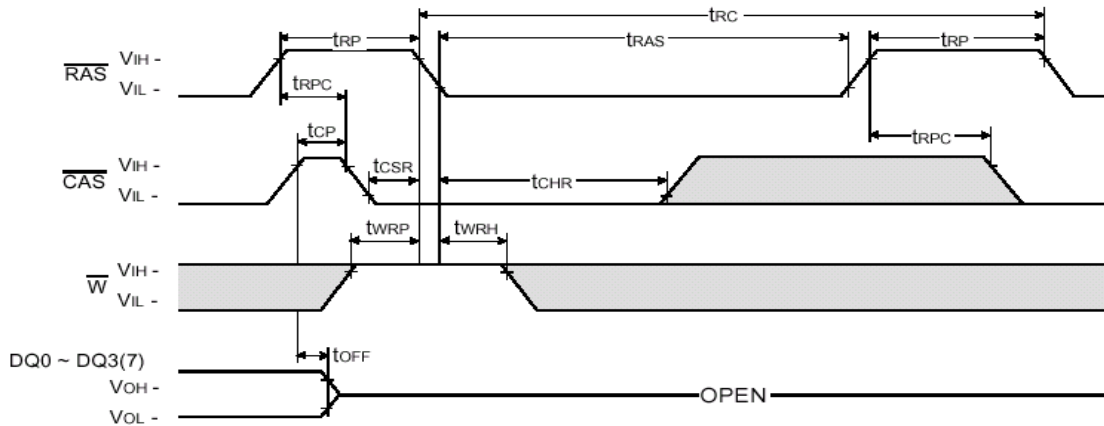 tRC
tRP
tRAS
tRP
RAS
VIH -
VIL -
tRPC
tCP
tRPC
CAS
VIH -
VIL -
tCSR
tCHR
tWRP
tWRH
W
VIH -
VIL -
tOFF
DQ0 ~ DQ3(7)
VOH -
VOL -
OPEN